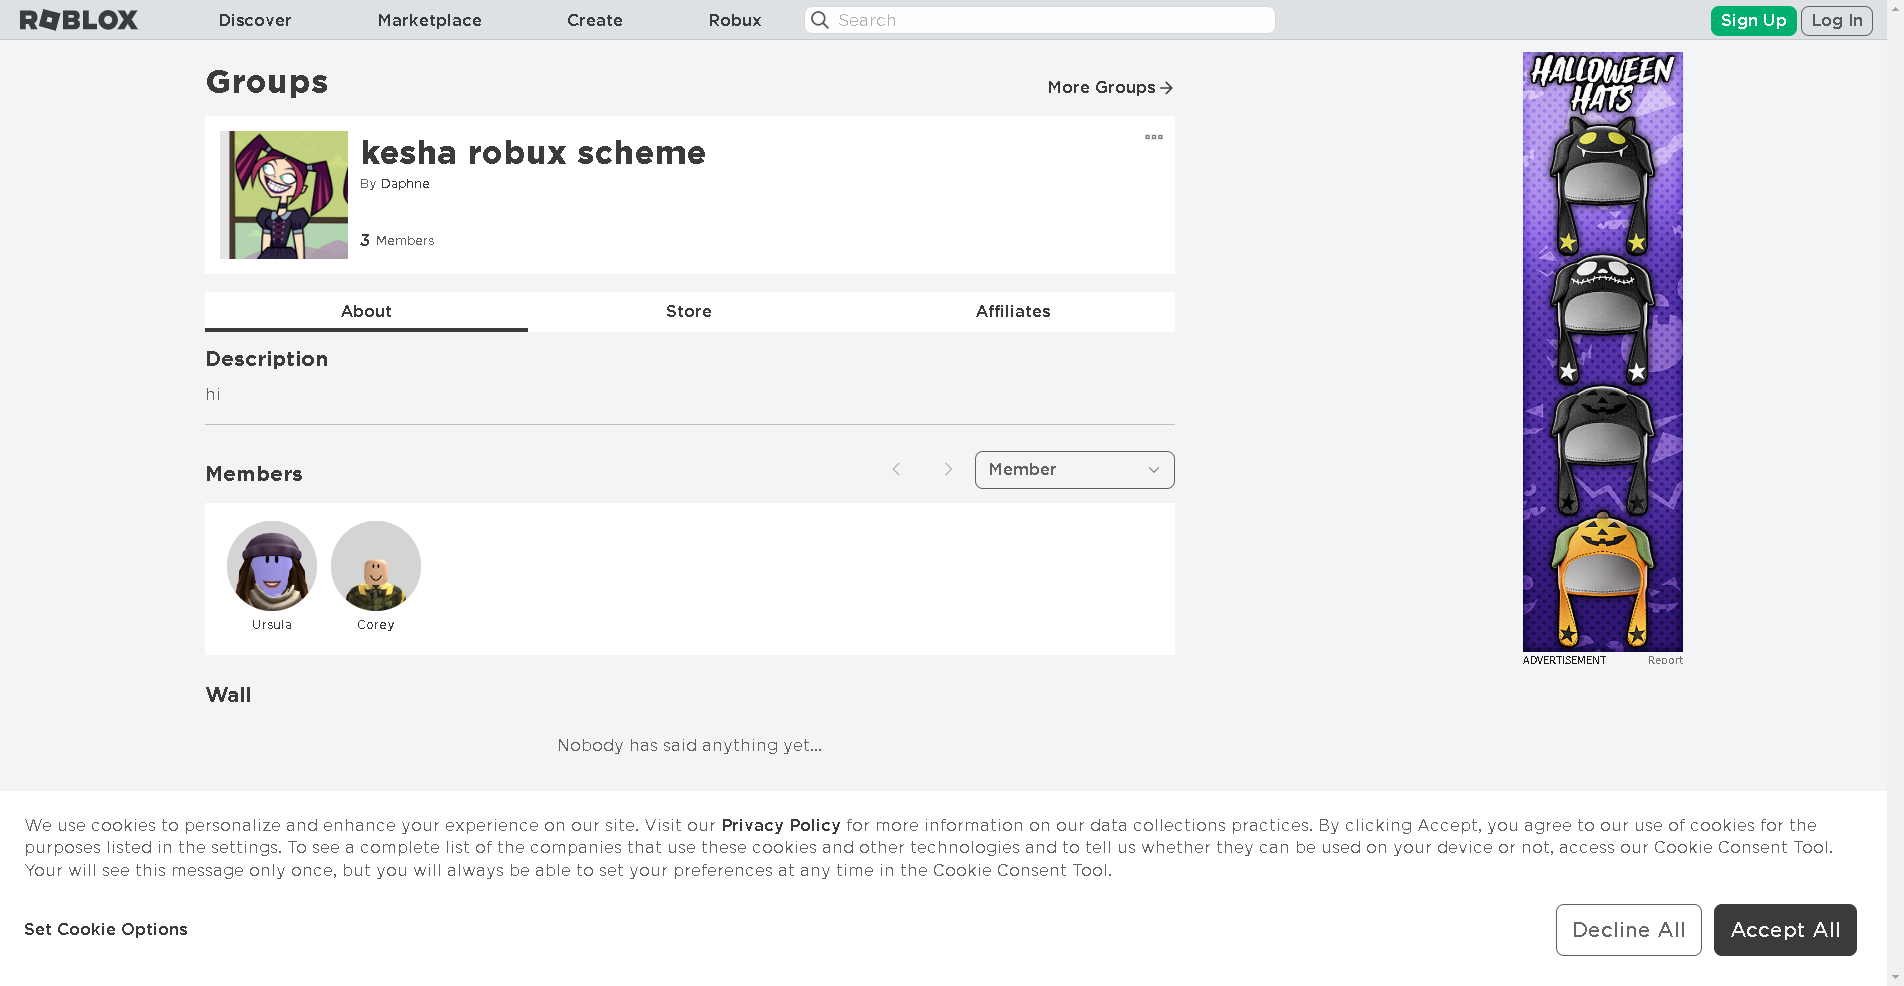 ROBLOX Discover Marketplace Create Robux Search Sign Up Log In
Groups
More Groups
kesha robux scheme
By Daphne
3 Members
About Store Affiliates
Description
hi
Members
Member
Ursula Corey
Wall
Nobody has said anything yet...
HALLOWEEN
HATS
ADVERTISEMENT Report
We use cookies to personalize and enhance your experience on our site. Visit our Privacy Policy for more information on our data collections practices. By clicking Accept, you agree to our use of cookies for the
purposes listed in the settings. To see a complete list of the companies that use these cookies and other technologies and to tell us whether they can be used on your device or not, access our Cookie Consent Tool.
Your will see this message only once, but you will always be able to set your preferences at any time in the Cookie Consent Tool.
Set Cookie Options
Decline All Accept All